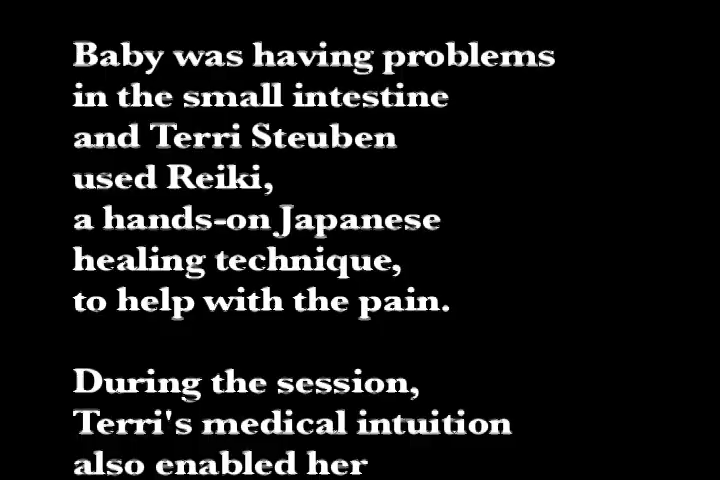 Baby was having problems
in the small intestine
and Terri Steuben
used Reiki,
a hands-on Japanese
healing technique,
to help with the pain.
During the session,
Terri's medical intuition
also enabled her